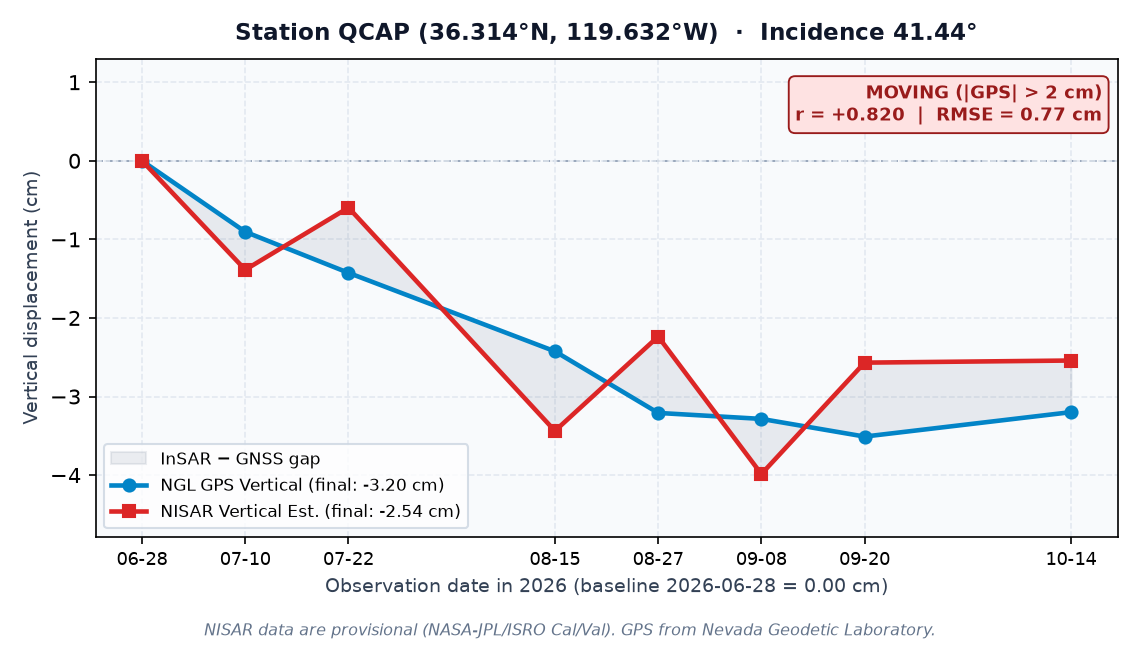 Station QCAP (36.314°N, 119.632°W)  ·  Incidence 41.44°
MOVING (|GPS| > 2 cm)
r = +0.820  |  RMSE = 0.77 cm
Vertical displacement (cm)
1
0
−1
−2
−3
−4
InSAR − GNSS gap
NGL GPS Vertical (final: -3.20 cm)
NISAR Vertical Est. (final: -2.54 cm)
06-28 07-10 07-22 08-15 08-27 09-08 09-20 10-14
Observation date in 2026 (baseline 2026-06-28 = 0.00 cm)
NISAR data are provisional (NASA-JPL/ISRO Cal/Val). GPS from Nevada Geodetic Laboratory.